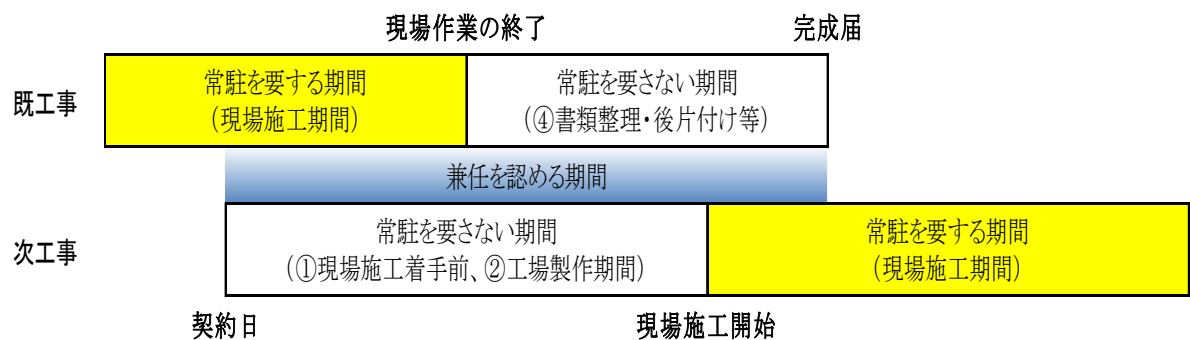 現場作業の終了
完成届
既工事
常駐を要する期間
(現場施工期間)
常駐を要さない期間
(④書類整理・後片付け等)
兼任を認める期間
次工事
常駐を要さない期間
(①現場施工着手前、②工場製作期間)
常駐を要する期間
(現場施工期間)
契約日
現場施工開始